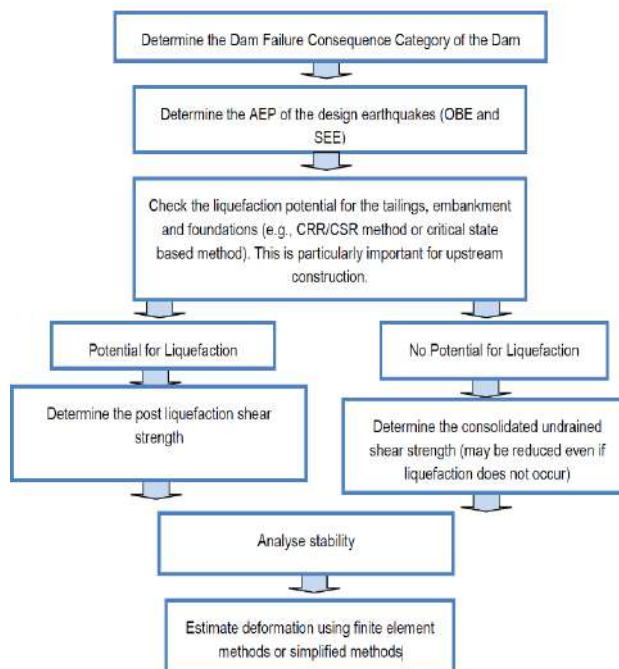 Determine the Dam Failure Consequence Category of the Dam
Determine the AEP of the design earthquakes (OBE and
SEE)
Check the liquefaction potential for the tailings, embankment
and foundations (e.g., CRR/CSR method or critical state
based method). This is particularly important for upstream
construction.
Potential for Liquefaction
No Potential for Liquefaction
Determine the post liquefaction shear
strength
Determine the consolidated undrained
shear strength (may be reduced even if
liquefaction does not occur)
Analyse stability
Estimate deformation using finite element
methods or simplified methods